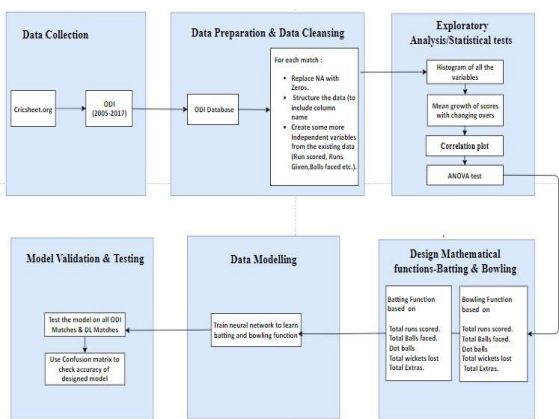 Data Collection
Cricsheet.org
ODI
(2005-2017)
Data Preparation & Data Cleansing
ODI Database
For each match :
• Replace NA with
Zeros.
• Structure the data (to
include column
name
• Create some more
Independent variables
from the existing data
(Run scored, Runs
Given,Balls faced etc.).
Exploratory
Analysis/Statistical tests
Histogram of all the
variables
Mean growth of scores
with changing overs
Correlation plot
ANOVA test
Design Mathematical
functions-Batting & Bowling
Batting Function
based on
Total runs scored.
Total Balls faced.
Dot balls
Total wickets lost
Total Extras.
Bowling Function
based on
Total runs scored.
Total Balls faced.
Dot balls
Total wickets lost
Total Extras.
Data Modelling
Train neural network to learn
batting and bowling function
Model Validation & Testing
Test the model on all ODI
Matches & DL Matches
Use Confusion matrix to
check accuracy of
designed model